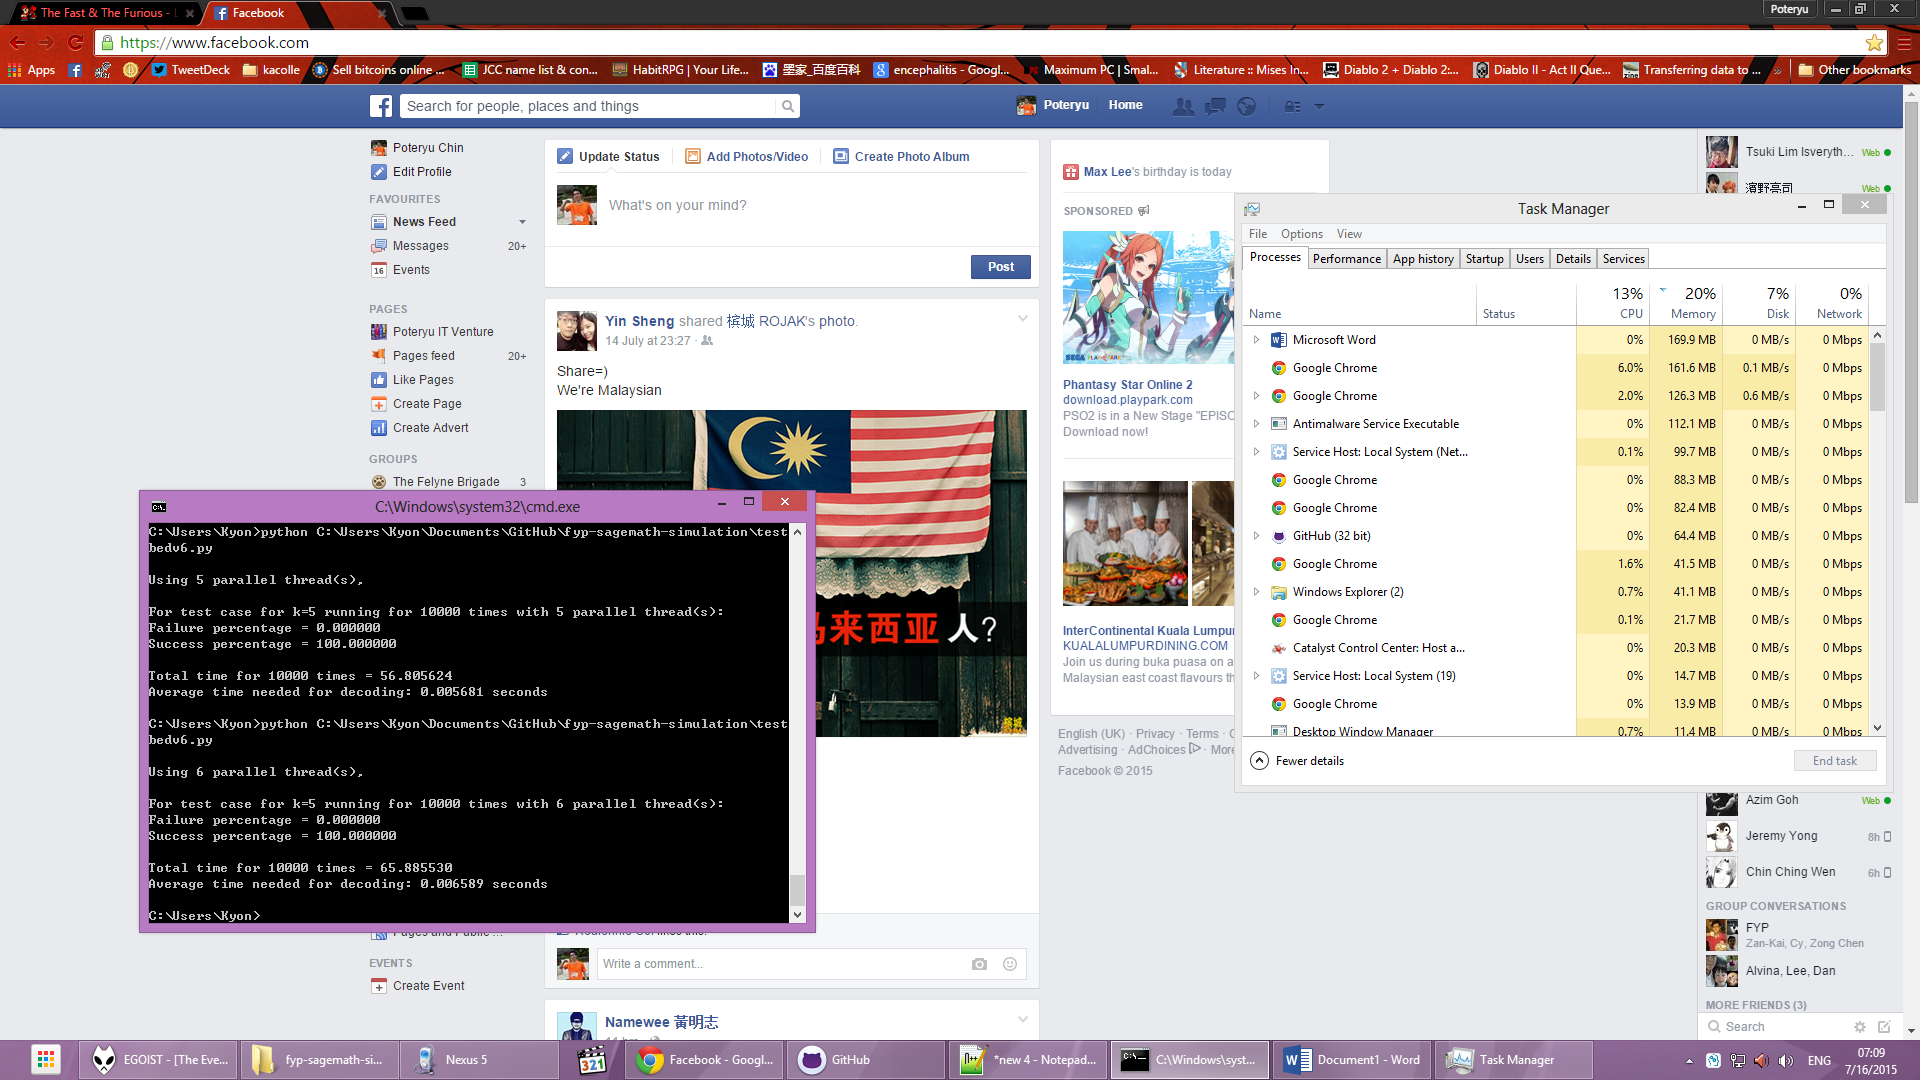 The Fast & The Furious - 
Facebook
Poteryu
https://www.facebook.com
Apps
TweetDeck
kacolle
Sell bitcoins online ...
JCC name list & con...
HabitRPG | Your Life...
墨家_百度百科
encephalitis - Googl...
Maximum PC | Smal...
Literature :: Mises In...
Diablo 2 + Diablo 2:...
Diablo II - Act II Que...
Transferring data to ...
Other bookmarks
Search for people, places and things
Poteryu
Home
Poteryu Chin
Edit Profile
FAVOURITES
News Feed
Messages 20+
Events
PAGES
Poteryu IT Venture
Pages feed 20+
Like Pages
Create Page
Create Advert
GROUPS
The Felyne Brigade 3
EVENTS
Create Event
Update Status
Add Photos/Video
Create Photo Album
What's on your mind?
Post
Yin Sheng shared 槟城 ROJAK's photo.
14 July at 23:27 ·
Share=)
We're Malaysian
来西亚 人?
槟城
Write a comment...
Namewee 黃明志
Max Lee's birthday is today
SPONSORED
SEGA PLAYPARK
Phantasy Star Online 2
download.playpark.com
PSO2 is in a New Stage "EPISO
Download now!
InterContinental Kuala Lumpu
KUALALUMPURDINING.COM
Join us during buka puasa on a
Malaysian east coast flavours th
English (UK) · Privacy · Terms ·
Advertising · AdChoices · More
Facebook © 2015
C:\Windows\system32\cmd.exe
C:\Users\Kyon>python C:\Users\Kyon\Documents\GitHub\fyp-sagemath-simulation\test
bedv6.py
Using 5 parallel thread(s),
For test case for k=5 running for 10000 times with 5 parallel thread(s):
Failure percentage = 0.000000
Success percentage = 100.000000
Total time for 10000 times = 56.805624
Average time needed for decoding: 0.005681 seconds
C:\Users\Kyon>python C:\Users\Kyon\Documents\GitHub\fyp-sagemath-simulation\test
bedv6.py
Using 6 parallel thread(s),
For test case for k=5 running for 10000 times with 6 parallel thread(s):
Failure percentage = 0.000000
Success percentage = 100.000000
Total time for 10000 times = 65.885530
Average time needed for decoding: 0.006589 seconds
C:\Users\Kyon>
Tsuki Lim Isveryth... Web
濱野亮司 Web
Task Manager
File Options View
Processes Performance App history Startup Users Details Services
13% 20% 7% 0%
Name Status CPU Memory Disk Network
Microsoft Word 0% 169.9 MB 0 MB/s 0 Mbps
Google Chrome 6.0% 161.6 MB 0.1 MB/s 0 Mbps
Google Chrome 2.0% 126.3 MB 0.6 MB/s 0 Mbps
Antimalware Service Executable 0% 112.1 MB 0 MB/s 0 Mbps
Service Host: Local System (Net... 0.1% 99.7 MB 0 MB/s 0 Mbps
Google Chrome 0% 88.3 MB 0 MB/s 0 Mbps
Google Chrome 0% 82.4 MB 0 MB/s 0 Mbps
GitHub (32 bit) 0% 64.4 MB 0 MB/s 0 Mbps
Google Chrome 1.6% 41.5 MB 0 MB/s 0 Mbps
Windows Explorer (2) 0.7% 41.1 MB 0 MB/s 0 Mbps
Google Chrome 0.1% 21.7 MB 0 MB/s 0 Mbps
Catalyst Control Center: Host a... 0% 20.3 MB 0 MB/s 0 Mbps
Service Host: Local System (19) 0% 14.7 MB 0 MB/s 0 Mbps
Google Chrome 0% 13.9 MB 0 MB/s 0 Mbps
Desktop Window Manager 0.7% 11.4 MB 0 MB/s 0 Mbps
Fewer details
End task
Azim Goh Web
Jeremy Yong 8h
Chin Ching Wen 6h
GROUP CONVERSATIONS
FYP
Zan-Kai, Cy, Zong Chen
Alvina, Lee, Dan
MORE FRIENDS (3)
Search
EGOIST - [The Eve...
fyp-sagemath-si...
Nexus 5
321
Facebook - Googl...
GitHub
*new 4 - Notepad...
C:\Windows\syst...
Document1 - Word
Task Manager
ENG
07:09
7/16/2015